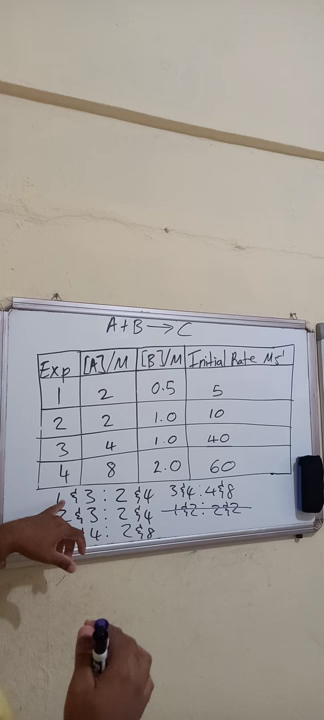 A + B → C
Exp [A]/M [B]/M Initial Rate Ms⁻¹
1 2 0.5 5
2 2 1.0 10
3 4 1.0 40
4 8 2.0 60
1 & 3 : 2 & 4 3 & 4 : 4 & 8
2 & 3 : 2 & 4 1 & 2 : 2 & 2
4 : 2 & 8